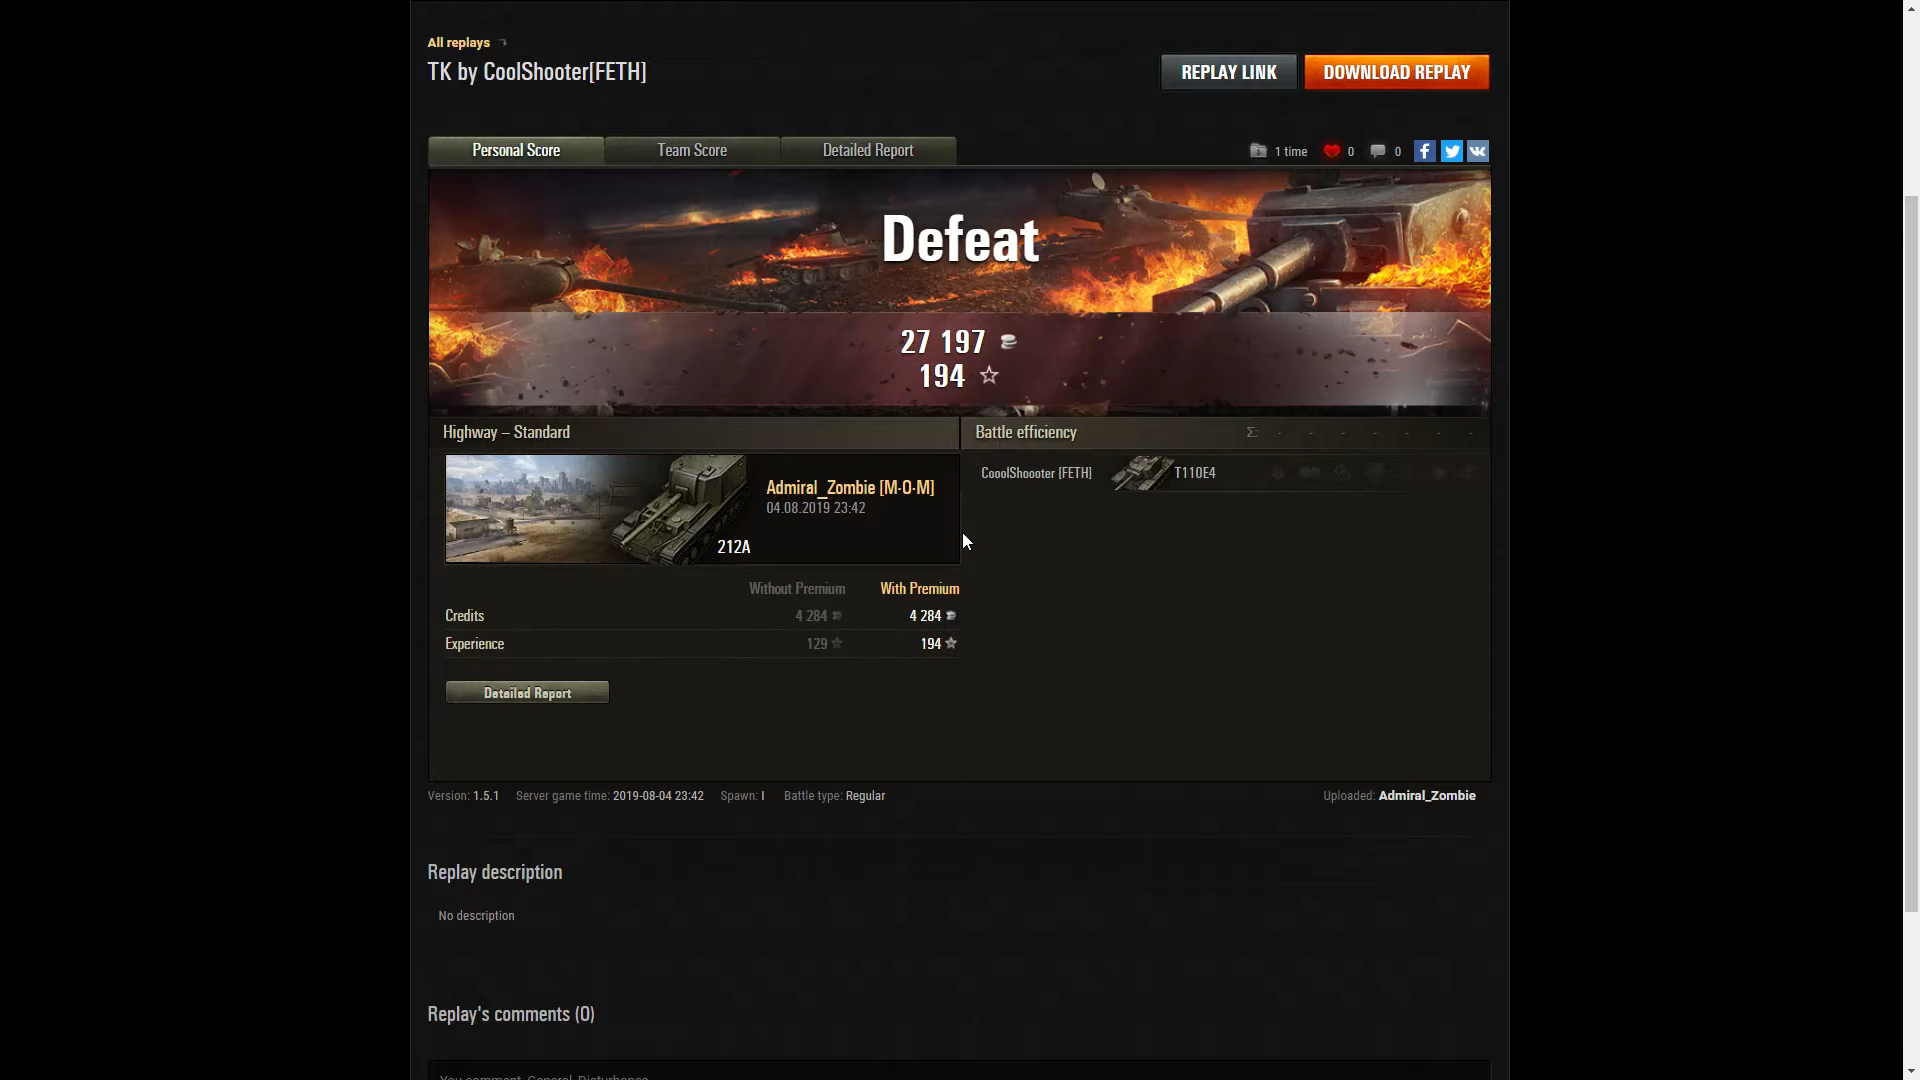 All replays
TK by CoolShooter[FETH]
REPLAY LINK
DOWNLOAD REPLAY
Personal Score
Team Score
Detailed Report
1 time
0
0
Defeat
27 197
194
Highway – Standard
Battle efficiency
Σ - - - - - - -
Admiral_Zombie [M-O-M]
04.08.2019 23:42
212A
CooolShoooter [FETH]
T110E4
Without Premium With Premium
Credits 4 284 4 284
Experience 129 194
Detailed Report
Version: 1.5.1 Server game time: 2019-08-04 23:42 Spawn: I Battle type: Regular
Uploaded: Admiral_Zombie
Replay description
No description
Replay's comments (0)
You comment, General_Disturbance